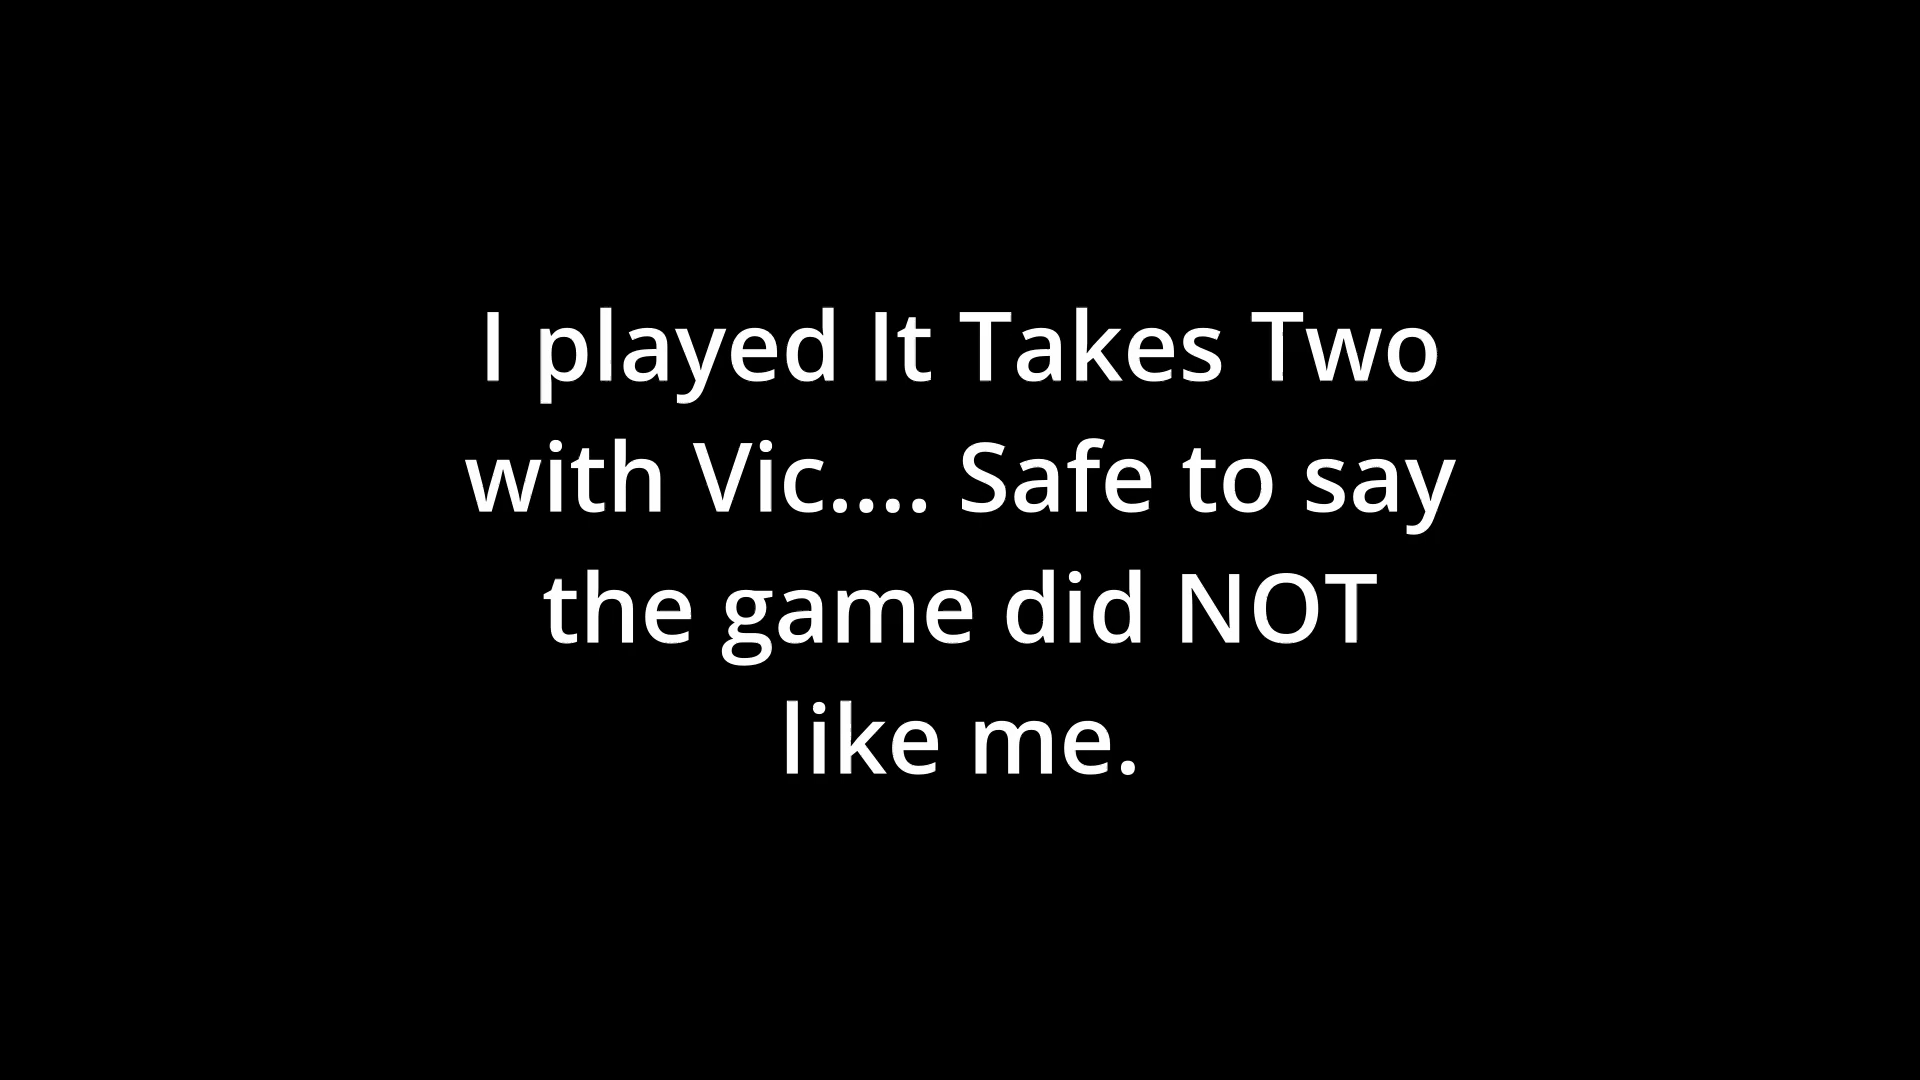 I played It Takes Two
with Vic.... Safe to say
the game did NOT
like me.